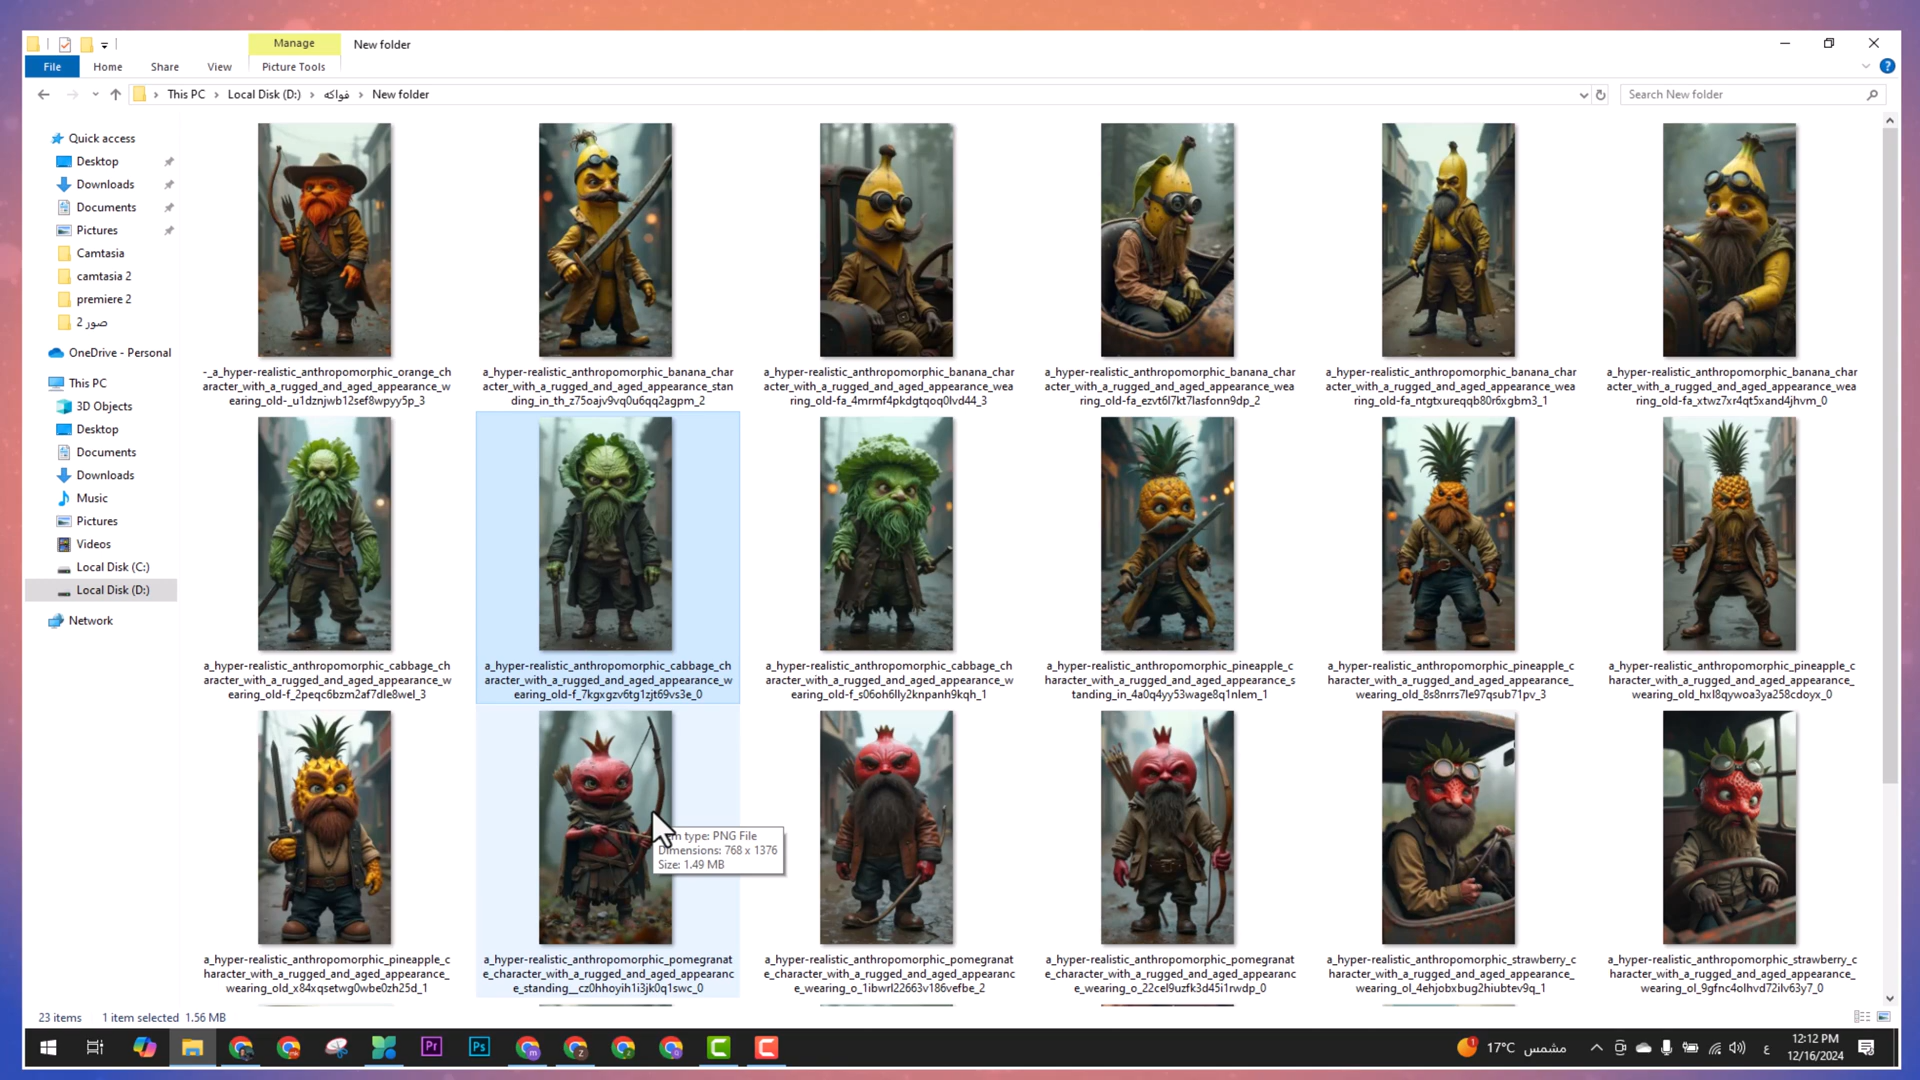 Manage
New folder
File
Home
Share
View
Picture Tools
This PC
Local Disk (D:)
فواكه
New folder
Search New folder
Quick access
Desktop
Downloads
Documents
Pictures
Camtasia
camtasia 2
premiere 2
صور 2
OneDrive - Personal
This PC
3D Objects
Desktop
Documents
Downloads
Music
Pictures
Videos
Local Disk (C:)
Local Disk (D:)
Network
-_a_hyper-realistic_anthropomorphic_orange_ch
aracter_with_a_rugged_and_aged_appearance_w
earing_old-_u1dznjwb12sef8wpyy5p_3
a_hyper-realistic_anthropomorphic_banana_char
acter_with_a_rugged_and_aged_appearance_stan
ding_in_th_z75oajv9vq0u6qq2agpm_2
a_hyper-realistic_anthropomorphic_banana_char
acter_with_a_rugged_and_aged_appearance_wea
ring_old-fa_4mrmf4pkdgtqoq0lvd44_3
a_hyper-realistic_anthropomorphic_banana_char
acter_with_a_rugged_and_aged_appearance_wea
ring_old-fa_ezvt6l7kt7lasfonn9dp_2
a_hyper-realistic_anthropomorphic_banana_char
acter_with_a_rugged_and_aged_appearance_wea
ring_old-fa_ntgtxureqqb80r6xgbm3_1
a_hyper-realistic_anthropomorphic_banana_char
acter_with_a_rugged_and_aged_appearance_wea
ring_old-fa_xtwz7xr4qt5xand4jhvm_0
a_hyper-realistic_anthropomorphic_cabbage_ch
aracter_with_a_rugged_and_aged_appearance_w
earing_old-f_2peqc6bzm2af7dle8wel_3
a_hyper-realistic_anthropomorphic_cabbage_ch
aracter_with_a_rugged_and_aged_appearance_w
earing_old-f_7kgxgzv6tg1zjt69vs3e_0
a_hyper-realistic_anthropomorphic_cabbage_ch
aracter_with_a_rugged_and_aged_appearance_w
earing_old-f_s06oh6lly2knpanh9kqh_1
a_hyper-realistic_anthropomorphic_pineapple_c
haracter_with_a_rugged_and_aged_appearance_s
tanding_in_4a0q4yy53wage8q1nlem_1
a_hyper-realistic_anthropomorphic_pineapple_c
haracter_with_a_rugged_and_aged_appearance_
wearing_old_8s8nrrs7le97qsub71pv_3
a_hyper-realistic_anthropomorphic_pineapple_c
haracter_with_a_rugged_and_aged_appearance_
wearing_old_hxl8qywoa3ya258cdoyx_0
a_hyper-realistic_anthropomorphic_pineapple_c
haracter_with_a_rugged_and_aged_appearance_
wearing_old_x84xqsetwg0wbe0zh25d_1
a_hyper-realistic_anthropomorphic_pomegranat
e_character_with_a_rugged_and_aged_appearanc
e_standing__cz0hhoyih1i3jk0q1swc_0
a_hyper-realistic_anthropomorphic_pomegranat
e_character_with_a_rugged_and_aged_appearanc
e_wearing_o_1ibwrl22663v186vefbe_2
a_hyper-realistic_anthropomorphic_pomegranat
e_character_with_a_rugged_and_aged_appearanc
e_wearing_o_22cel9uzfk3d45i1rwdp_0
a_hyper-realistic_anthropomorphic_strawberry_c
haracter_with_a_rugged_and_aged_appearance_
wearing_ol_4ehjobxbug2hiubtev9q_1
a_hyper-realistic_anthropomorphic_strawberry_c
haracter_with_a_rugged_and_aged_appearance_
wearing_ol_9gfnc4olhvd72ilv63y7_0
type: PNG File
Dimensions: 768 x 1376
Size: 1.49 MB
23 items
1 item selected 1.56 MB
Pr
Ps
17°C مشمس
ع
12:12 PM
12/16/2024